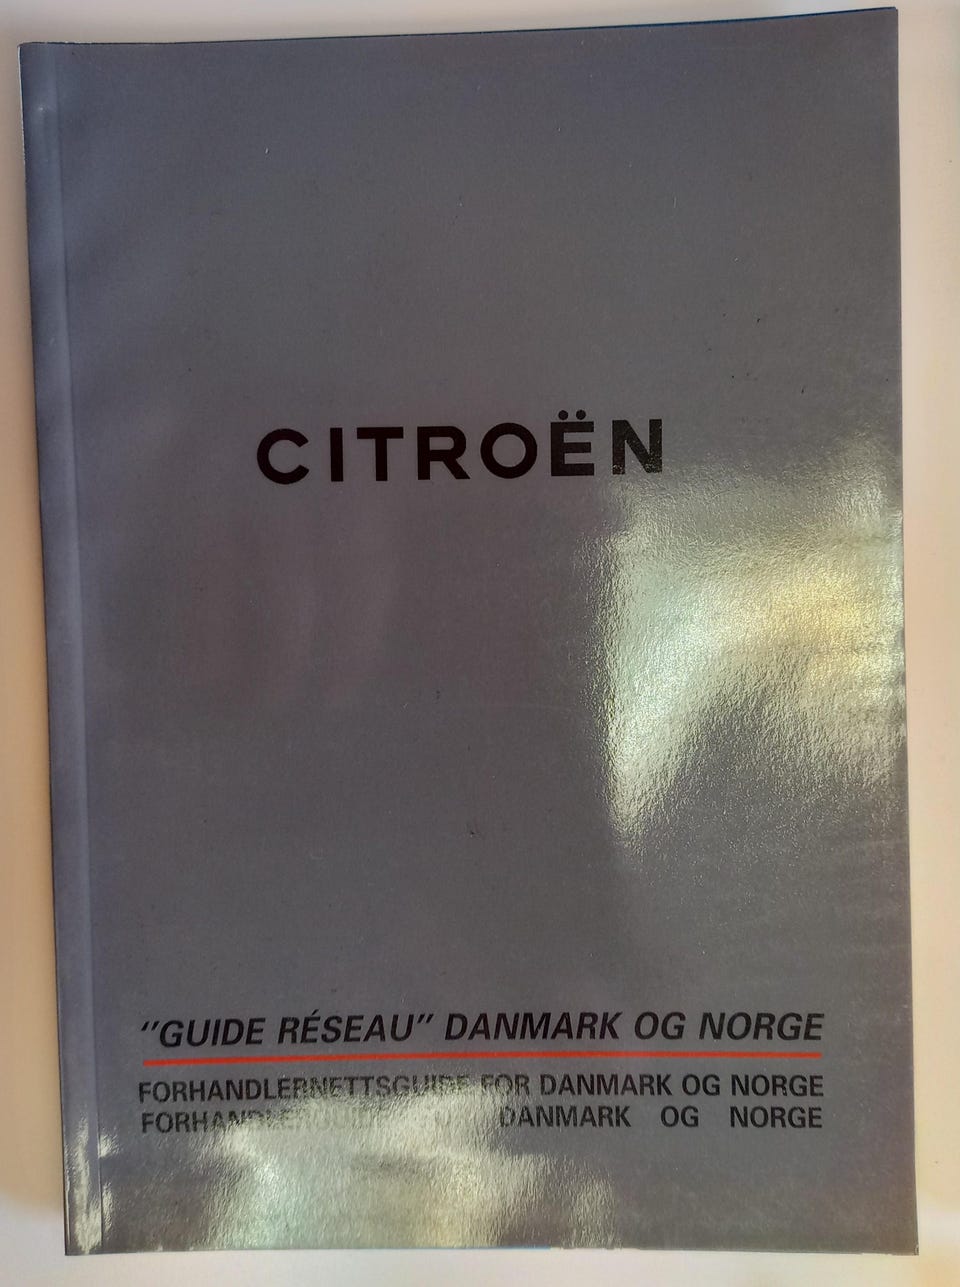 CITROËN
"GUIDE RÉSEAU" DANMARK OG NORGE
FORHANDLERNETTSGUIDE FOR DANMARK OG NORGE
DANMARK OG NORGE